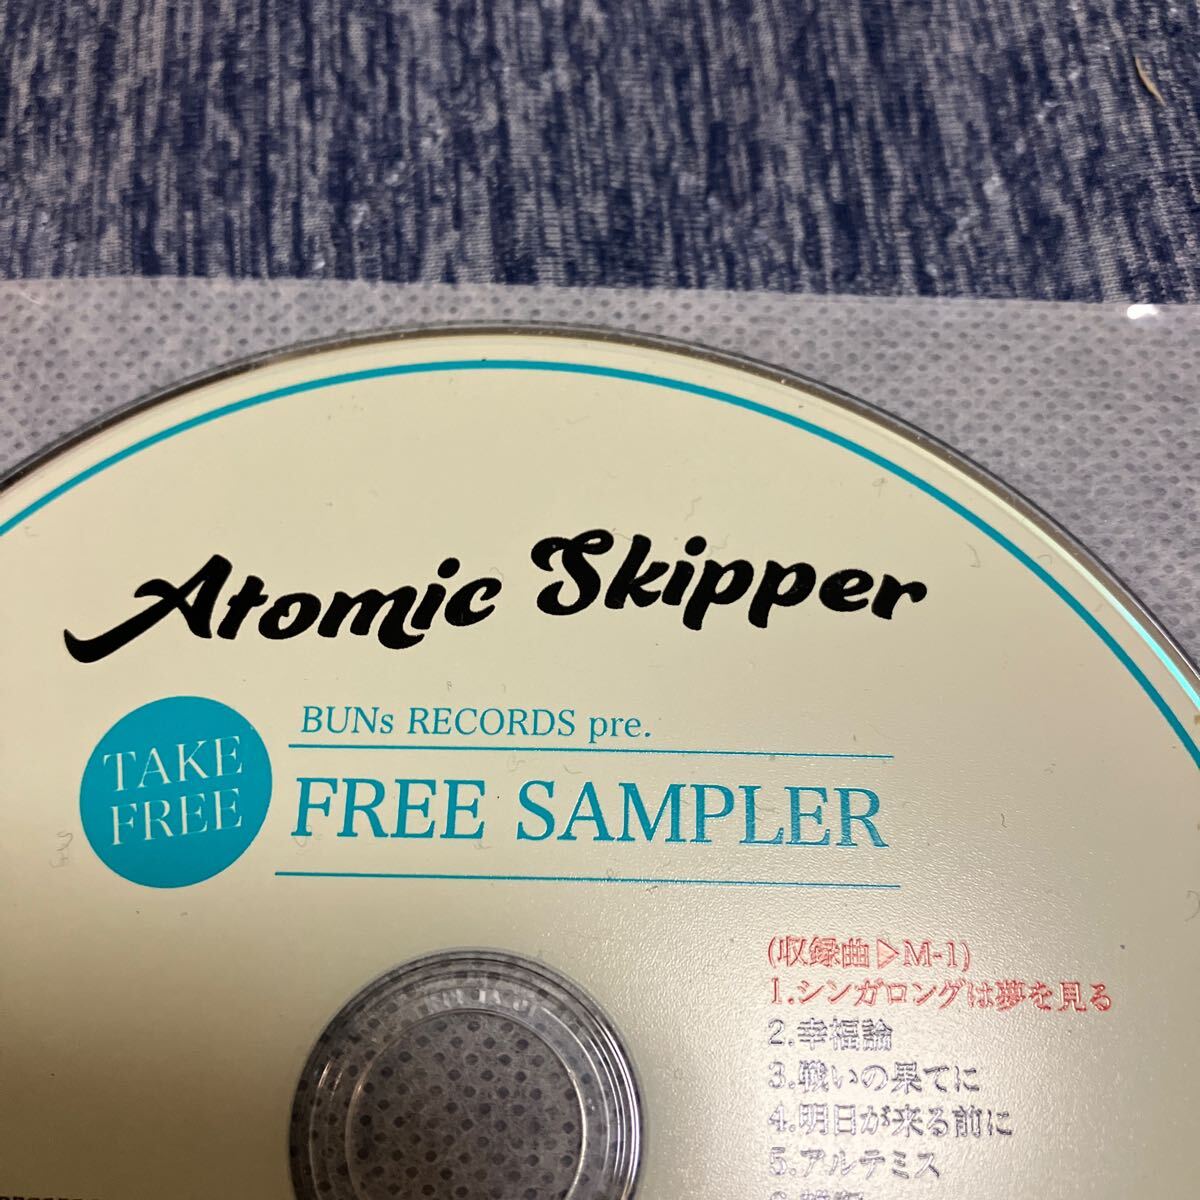 Atomic Skipper
TAKE
FREE
BUNs RECORDS pre.
FREE SAMPLER
(収録曲▷M-1)
1.シンガロングは夢を見る
2.幸福論
3.戦いの果てに
4.明日が来る前に
5.アルテミス